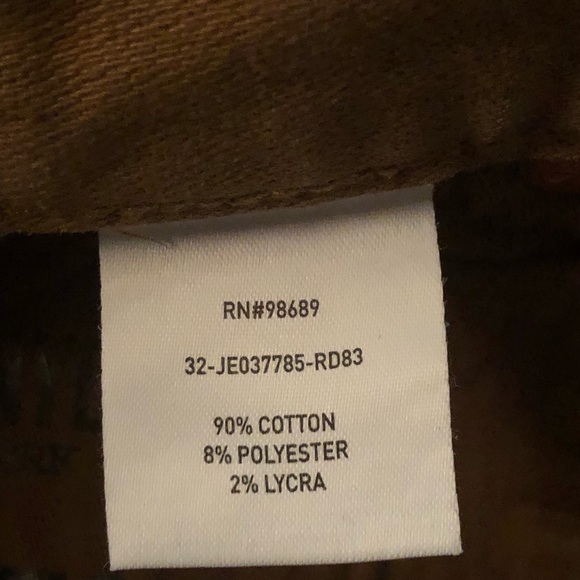 RN#98689
32-JE037785-RD83
90% COTTON
8% POLYESTER
2% LYCRA